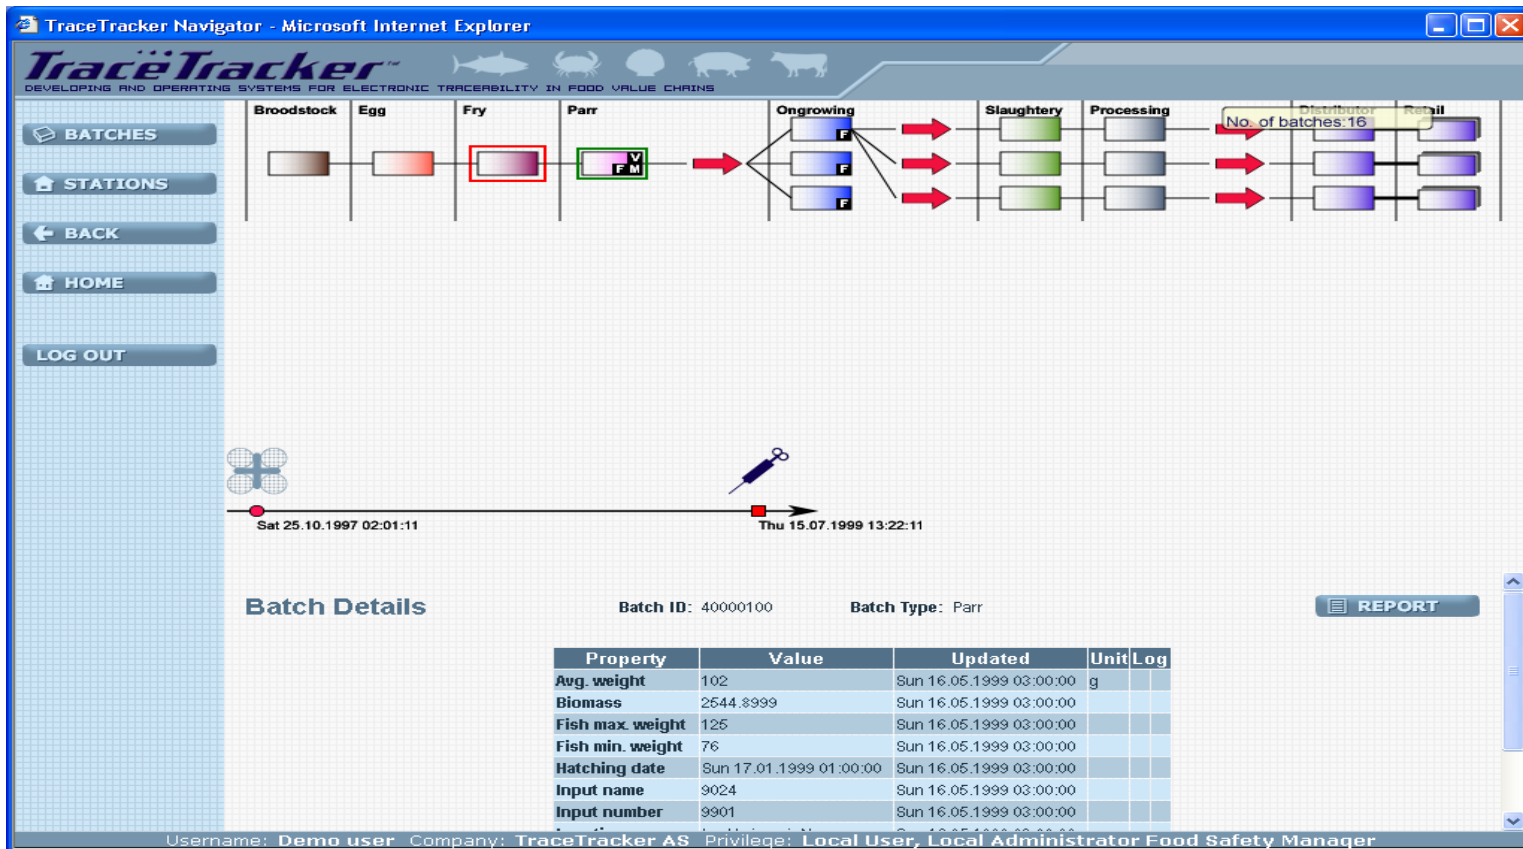 TraceTracker Navigator - Microsoft Internet Explorer
TraceTracker™
DEVELOPING AND OPERATING SYSTEMS FOR ELECTRONIC TRACEABILITY IN FOOD VALUE CHAINS
BATCHES
STATIONS
BACK
HOME
LOG OUT
Broodstock Egg Fry Parr Ongrowing Slaughtery Processing Distributor Retail
No. of batches:16
F
V
F M
F
F
Sat 25.10.1997 02:01:11 Thu 15.07.1999 13:22:11
Batch Details Batch ID: 40000100 Batch Type: Parr REPORT
Property Value Updated Unit Log
Avg. weight 102 Sun 16.05.1999 03:00:00 g
Biomass 2544.8999 Sun 16.05.1999 03:00:00
Fish max. weight 125 Sun 16.05.1999 03:00:00
Fish min. weight 76 Sun 16.05.1999 03:00:00
Hatching date Sun 17.01.1999 01:00:00 Sun 16.05.1999 03:00:00
Input name 9024 Sun 16.05.1999 03:00:00
Input number 9901 Sun 16.05.1999 03:00:00
Username: Demo user Company: TraceTracker AS Privilege: Local User, Local Administrator Food Safety Manager